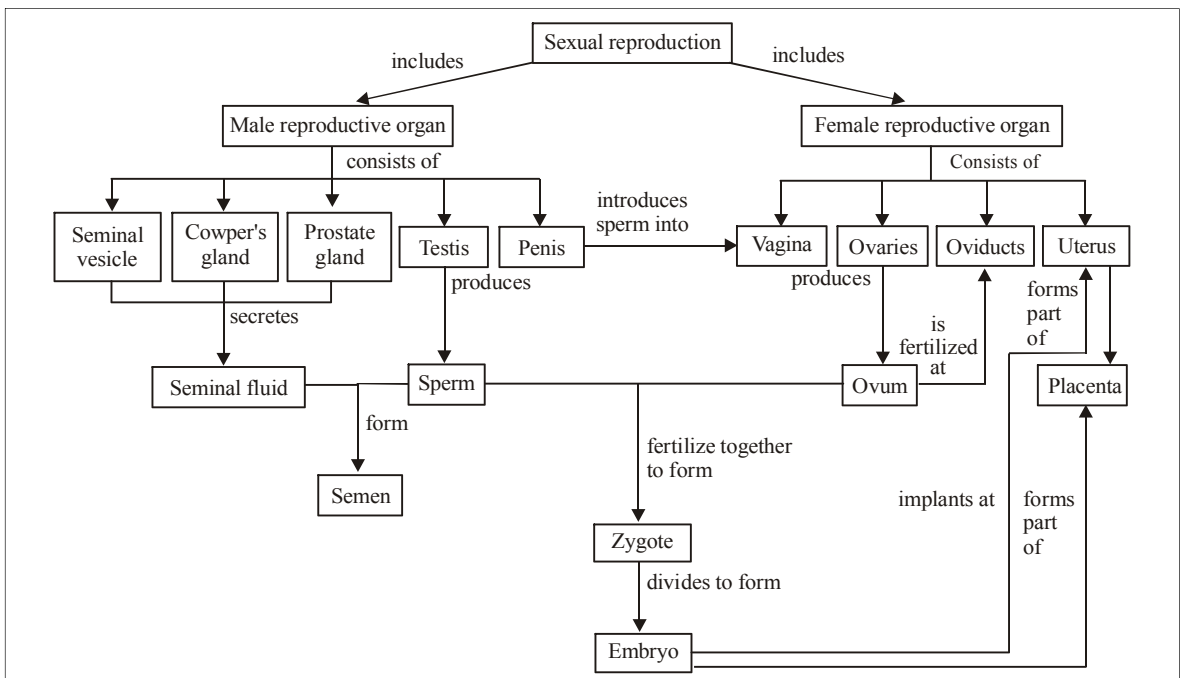 Sexual reproduction
includes
includes
Male reproductive organ
Female reproductive organ
consists of
Consists of
Seminal
vesicle
Cowper's
gland
Prostate
gland
Testis
Penis
introduces
sperm into
Vagina
Ovaries
Oviducts
Uterus
secretes
produces
produces
is
fertilized
at
forms
part
of
Seminal fluid
Sperm
Ovum
Placenta
form
Semen
fertilize together
to form
implants at
forms
part
of
Zygote
divides to form
Embryo